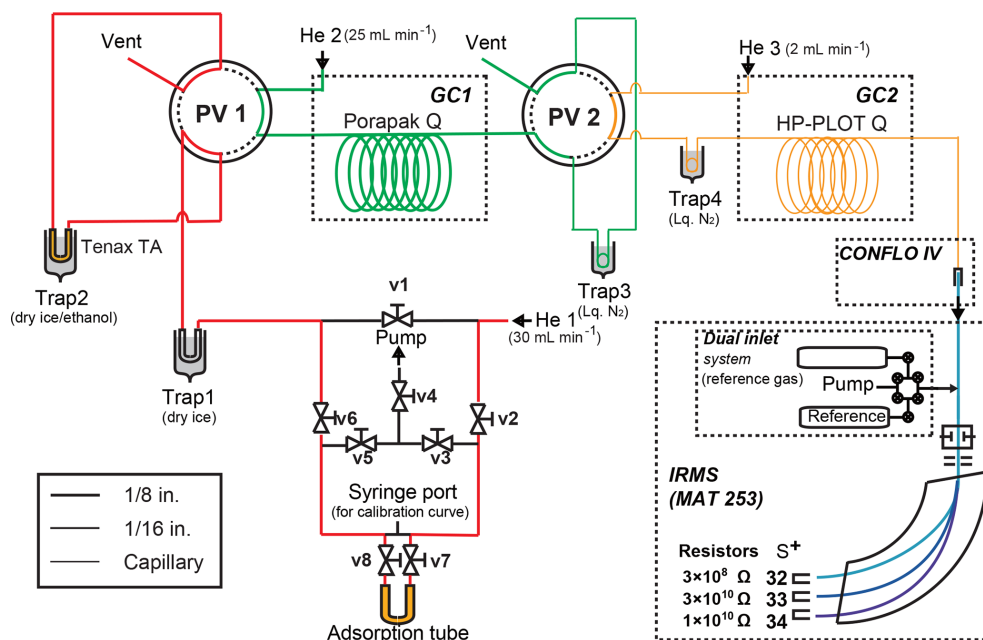 He 2 (25 mL min⁻¹)
Vent
PV 1
GC1
Porapak Q
Vent
PV 2
He 3 (2 mL min⁻¹)
GC2
HP-PLOT Q
Tenax TA
Trap2
(dry ice/ethanol)
Trap4
(Lq. N₂)
Trap3
(Lq. N₂)
CONFLO IV
v1
Pump
He 1
(30 mL min⁻¹)
Trap1
(dry ice)
v4
v6
v2
v5
v3
Syringe port
(for calibration curve)
v8
v7
Adsorption tube
1/8 in.
1/16 in.
Capillary
Dual inlet
system
(reference gas)
Pump
Reference
IRMS
(MAT 253)
Resistors S⁺
3×10⁸ Ω 32
3×10¹⁰ Ω 33
1×10¹⁰ Ω 34